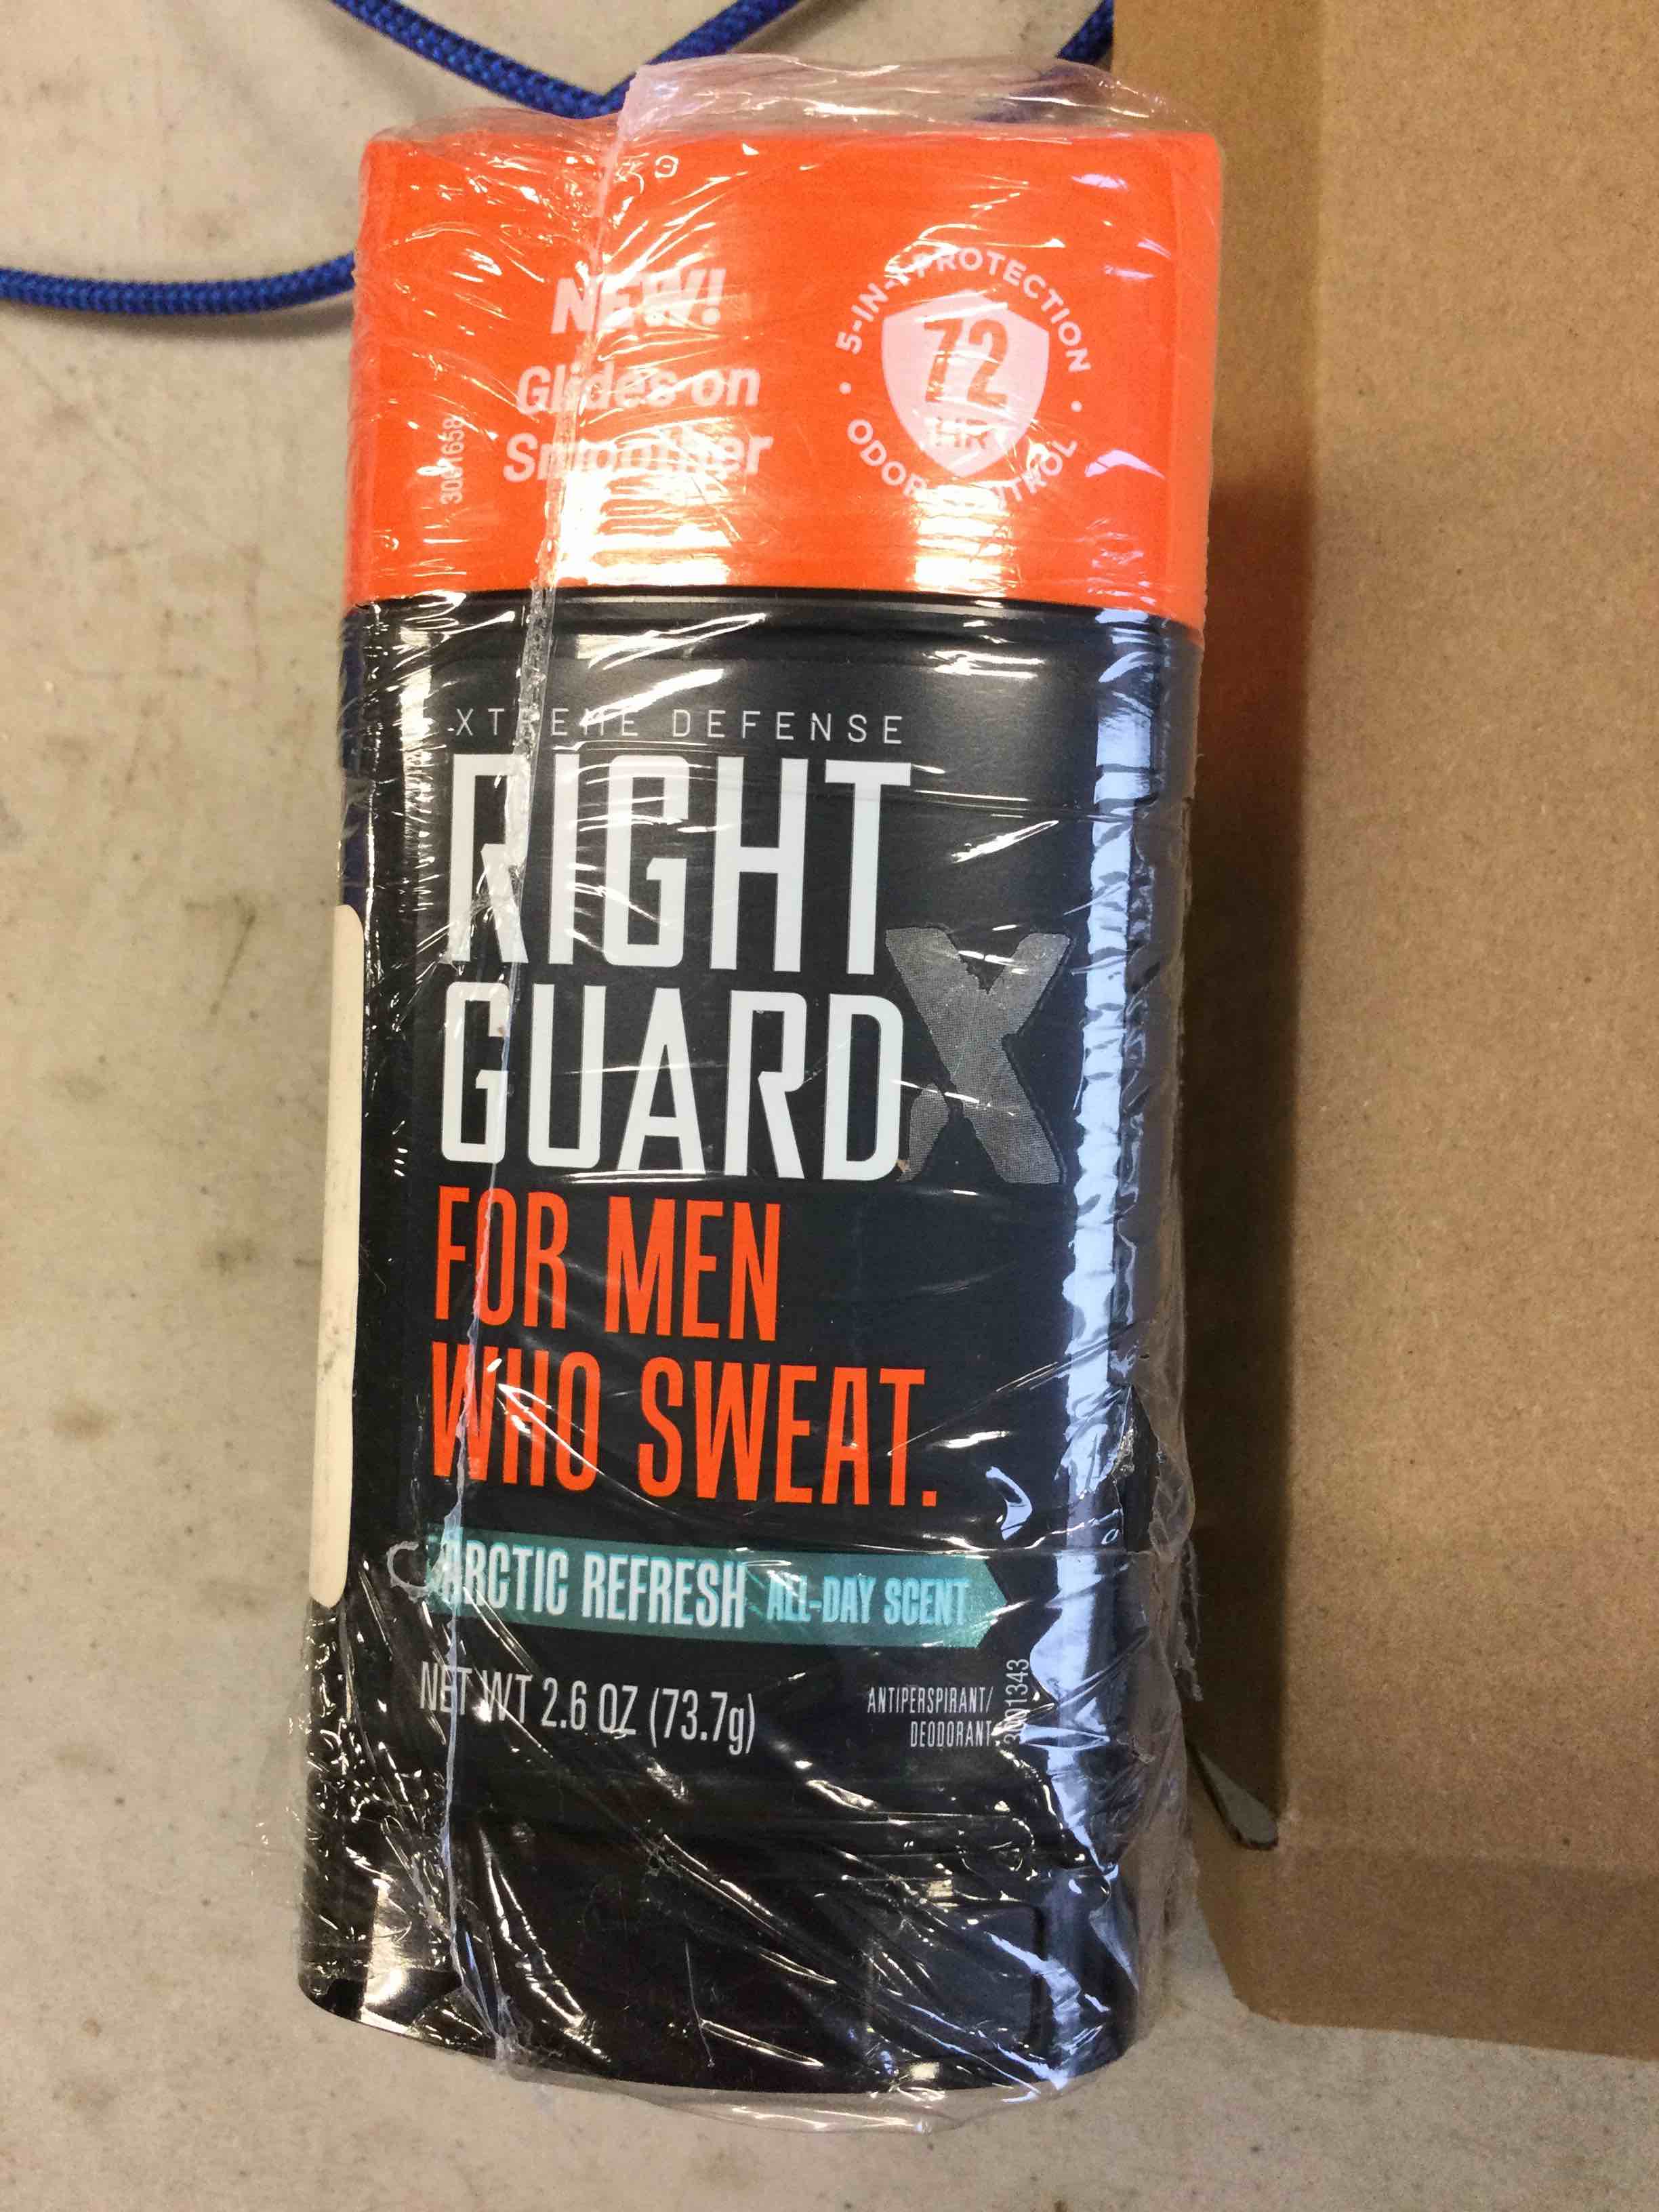 NEW!
Glides on
Smoother
5-IN-1 PROTECTION
72
HR
ODOR CONTROL
XTREME DEFENSE
RIGHT
GUARD
X
FOR MEN
WHO SWEAT.
ARCTIC REFRESH ALL-DAY SCENT
NET WT 2.6 OZ (73.7g)
ANTIPERSPIRANT/
DEODORANT
3001343